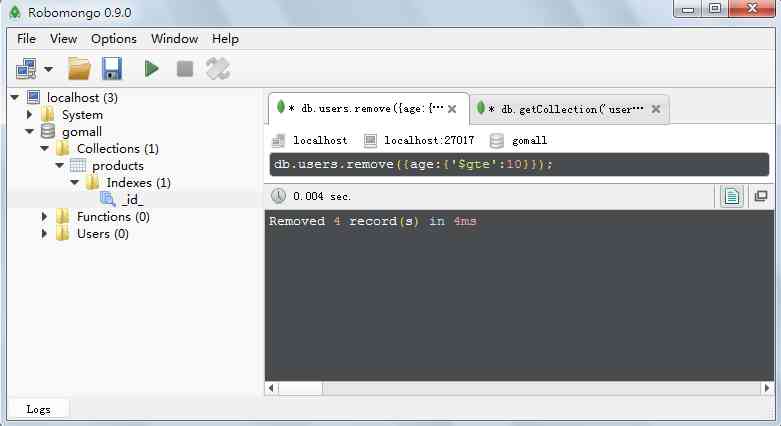 Robomongo 0.9.0
File View Options Window Help
localhost (3)
System
gomall
Collections (1)
products
Indexes (1)
_id_
Functions (0)
Users (0)
* db.users.remove({age:{⋯ * db.getCollection('user⋯
localhost localhost:27017 gomall
db.users.remove({age:{'$gte':10}});
0.004 sec.
Removed 4 record(s) in 4ms
Logs